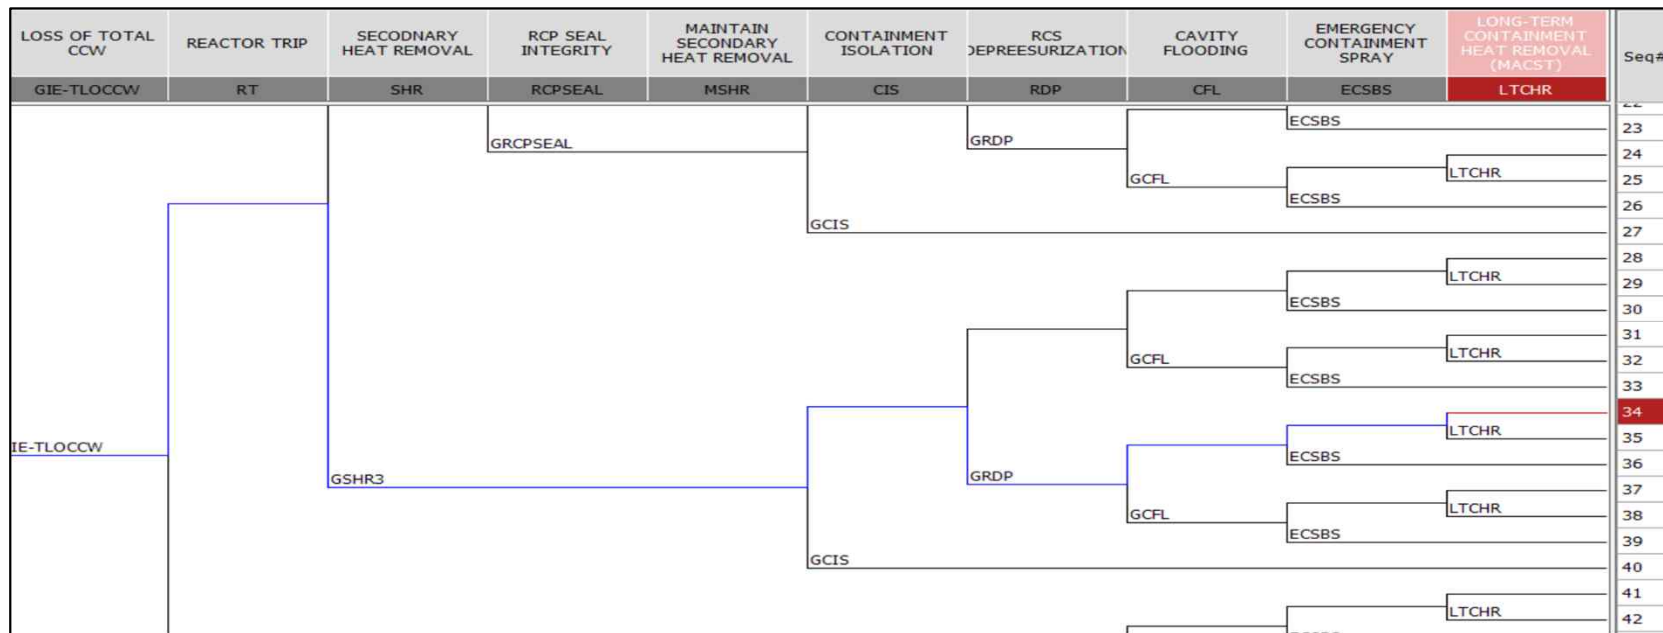 LOSS OF TOTAL
CCW
REACTOR TRIP
SECODNARY
HEAT REMOVAL
RCP SEAL
INTEGRITY
MAINTAIN
SECONDARY
HEAT REMOVAL
CONTAINMENT
ISOLATION
RCS
DEPREESURIZATION
CAVITY
FLOODING
EMERGENCY
CONTAINMENT
SPRAY
LONG-TERM
CONTAINMENT
HEAT REMOVAL
(MACST)
Seq#
GIE-TLOCCW
RT
SHR
RCPSEAL
MSHR
CIS
RDP
CFL
ECSBS
LTCHR
22
ECSBS
23
GRCPSEAL
GRDP
24
LTCHR
GCFL
25
ECSBS
26
GCIS
27
28
LTCHR
29
ECSBS
30
31
GCFL
LTCHR
32
ECSBS
33
34
LTCHR
35
IE-TLOCCW
ECSBS
36
GSHR3
GRDP
37
LTCHR
GCFL
38
ECSBS
39
GCIS
40
41
LTCHR
42